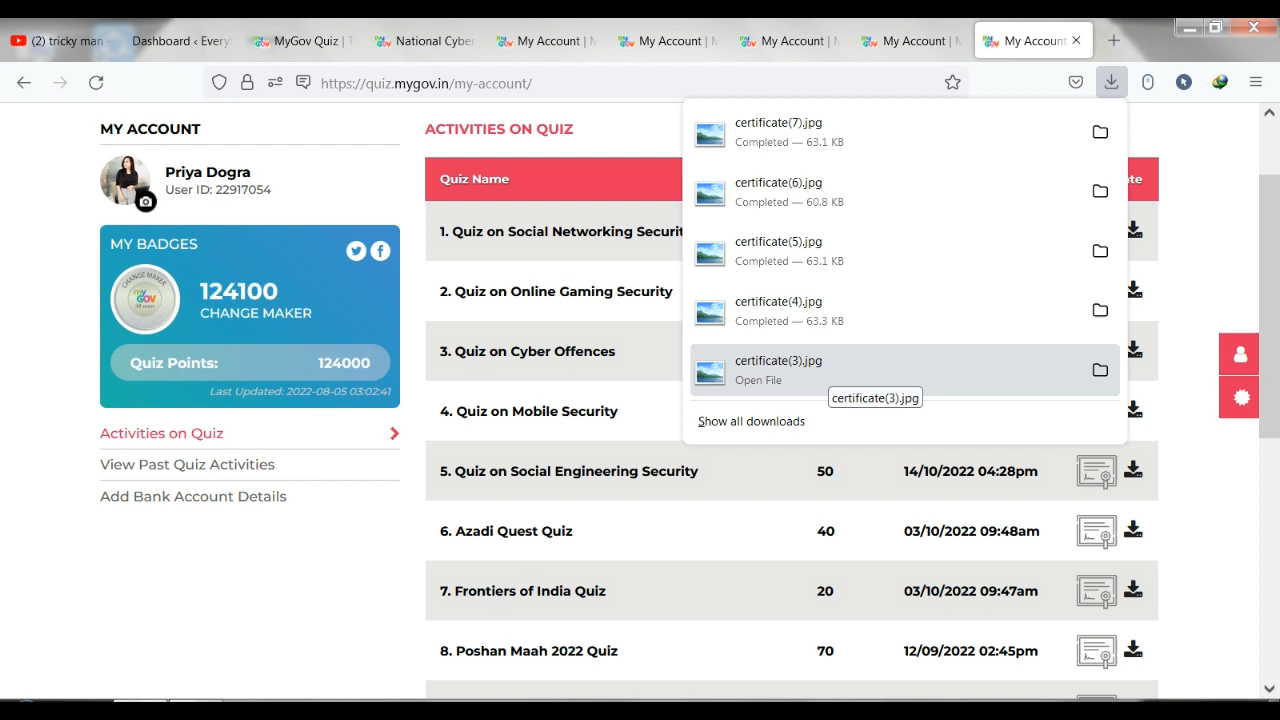 (2) tricky man
Dashboard ‹ Every
MyGov Quiz | T
National Cyber
My Account | M
My Account | M
My Account | M
My Account | M
My Account
https://quiz.mygov.in/my-account/
MY ACCOUNT
Priya Dogra
User ID: 22917054
MY BADGES
CHANGE MAKER
my GOV
124100
CHANGE MAKER
Quiz Points: 124000
Last Updated: 2022-08-05 03:02:41
Activities on Quiz
View Past Quiz Activities
Add Bank Account Details
ACTIVITIES ON QUIZ
Quiz Name
te
1. Quiz on Social Networking Securit
2. Quiz on Online Gaming Security
3. Quiz on Cyber Offences
4. Quiz on Mobile Security
5. Quiz on Social Engineering Security 50 14/10/2022 04:28pm
6. Azadi Quest Quiz 40 03/10/2022 09:48am
7. Frontiers of India Quiz 20 03/10/2022 09:47am
8. Poshan Maah 2022 Quiz 70 12/09/2022 02:45pm
certificate(7).jpg
Completed — 63.1 KB
certificate(6).jpg
Completed — 60.8 KB
certificate(5).jpg
Completed — 63.1 KB
certificate(4).jpg
Completed — 63.3 KB
certificate(3).jpg
Open File
certificate(3).jpg
Show all downloads